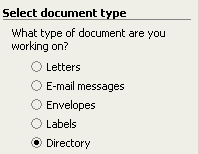 Select document type
What type of document are you
working on?
Letters
E-mail messages
Envelopes
Labels
Directory